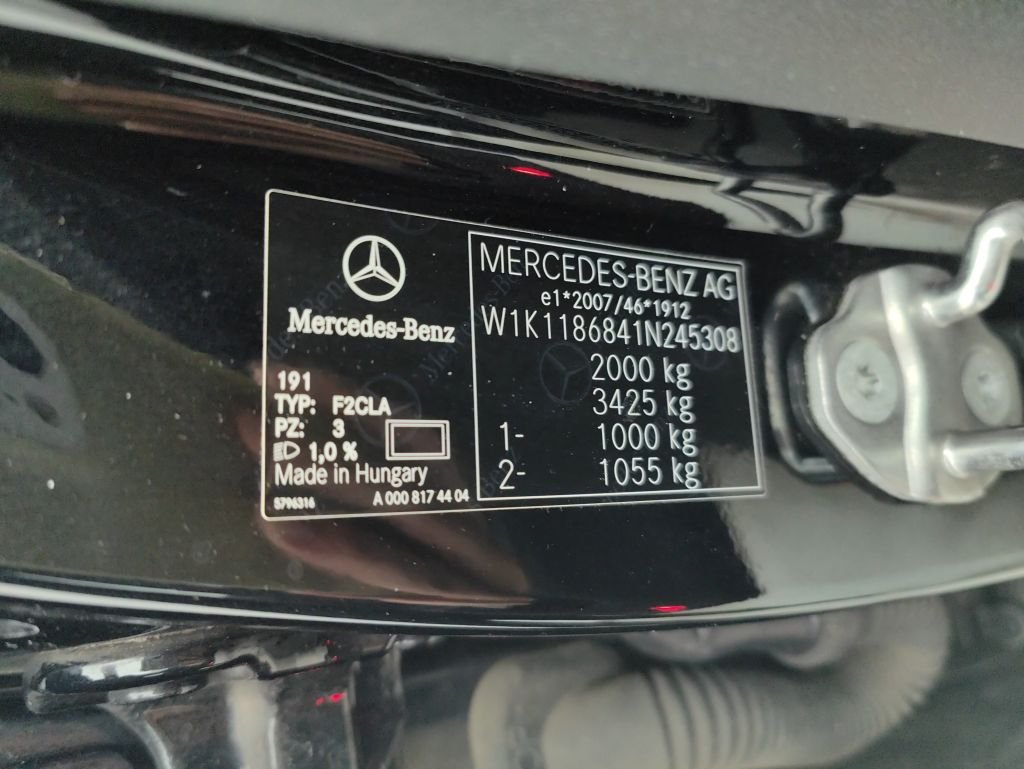 Mercedes-Benz
191
TYP: F2CLA
PZ: 3
1,0 %
Made in Hungary
S796316
A 000 817 44 04
MERCEDES-BENZ AG
e1*2007/46*1912
W1K1186841N245308
2000 kg
3425 kg
1- 1000 kg
2- 1055 kg